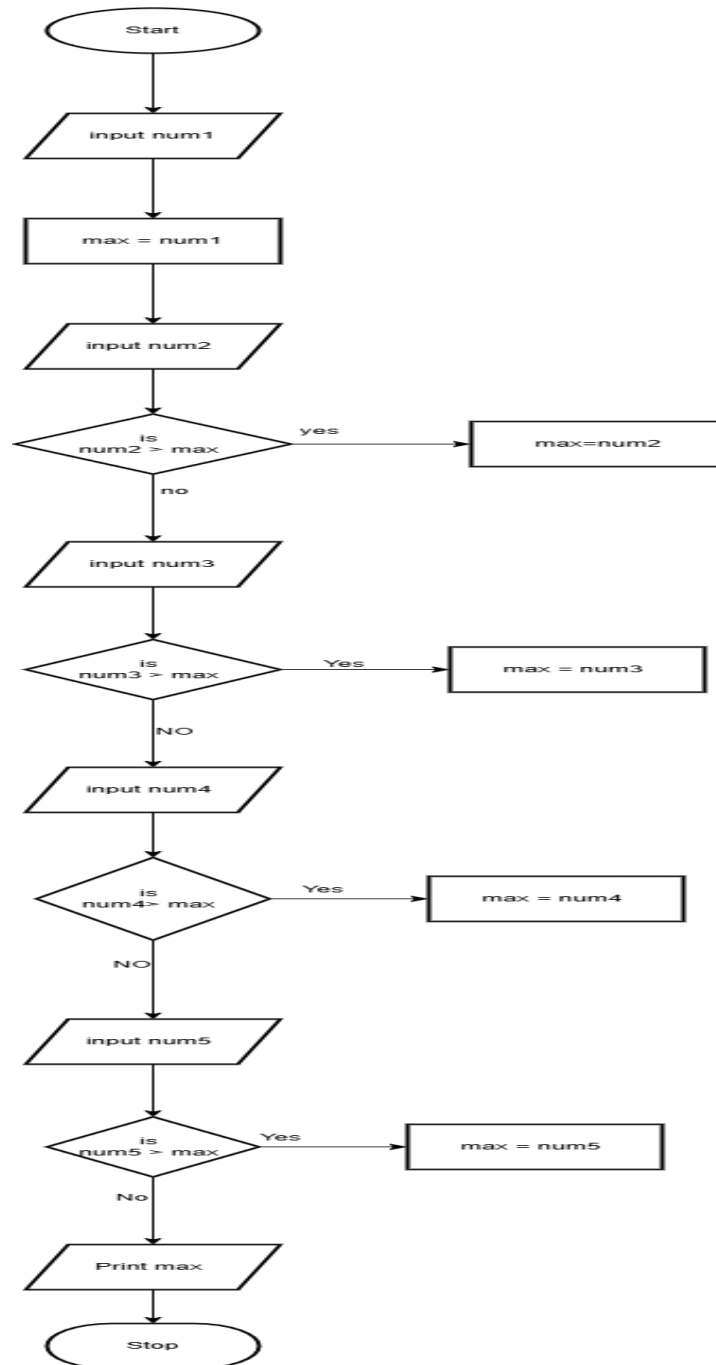 Start
input num1
max = num1
input num2
is
num2 > max
yes
max=num2
no
input num3
is
num3 > max
Yes
max = num3
NO
input num4
is
num4> max
Yes
max = num4
NO
input num5
is
num5 > max
Yes
max = num5
No
Print max
Stop